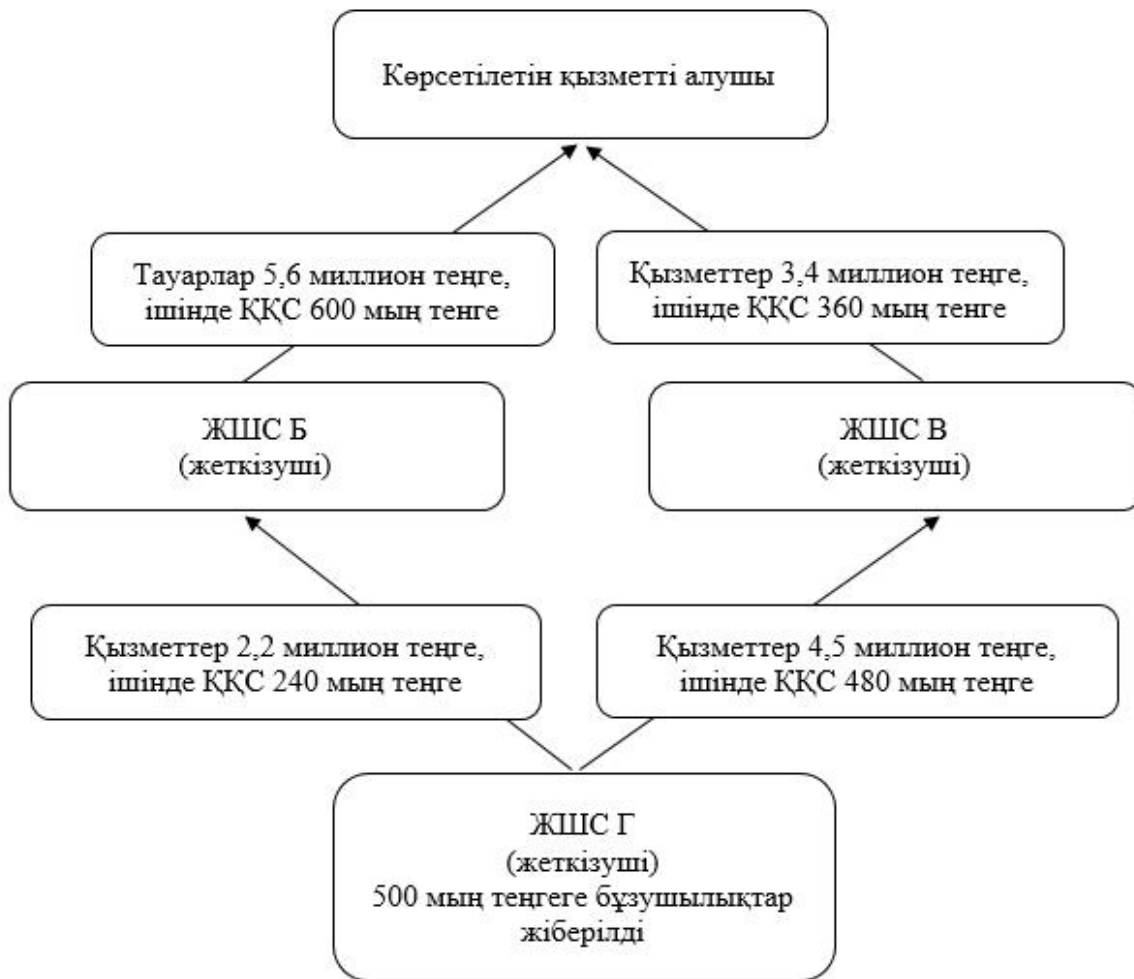 Көрсетілетін қызметті алушы
Тауарлар 5,6 миллион теңге,
ішінде ҚҚС 600 мың тенге
Қызметтер 3,4 миллион теңге,
ішінде ҚҚС 360 мың тенге
ЖШС Б
(жеткізуші)
ЖШС В
(жеткізуші)
Қызметтер 2,2 миллион теңге,
ішінде ҚҚС 240 мың теңге
Қызметтер 4,5 миллион теңге,
ішінде ҚҚС 480 мың теңге
ЖШС Г
(жеткізуші)
500 мың теңгеге бұзушылықтар
жіберілді